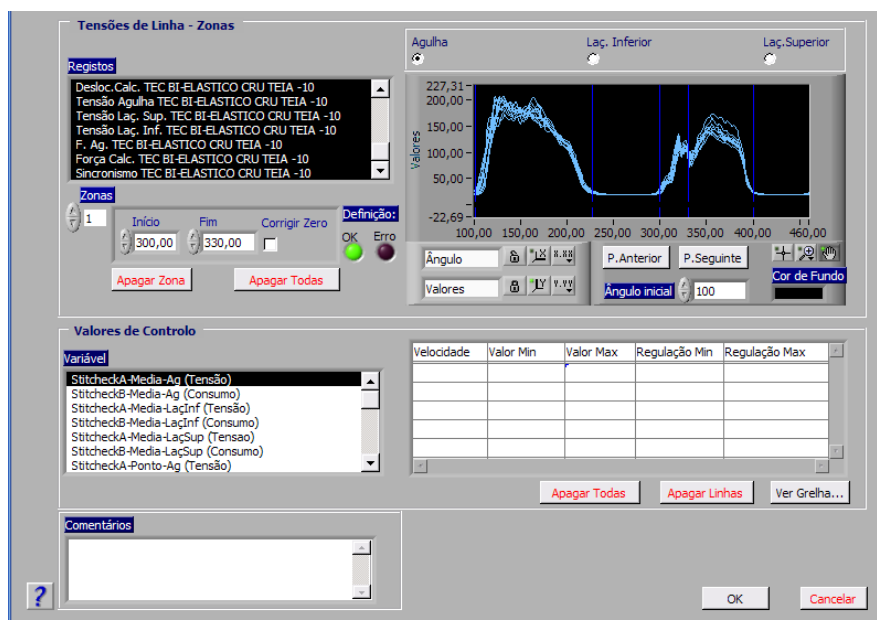 Tensões de Linha - Zonas
Registos
Desloc.Calc. TEC BI-ELASTICO CRU TEIA -10
Tensão Agulha TEC BI-ELASTICO CRU TEIA -10
Tensão Laç. Sup. TEC BI-ELASTICO CRU TEIA -10
Tensão Laç. Inf. TEC BI-ELASTICO CRU TEIA -10
F. Ag. TEC BI-ELASTICO CRU TEIA -10
Força Calc. TEC BI-ELASTICO CRU TEIA -10
Sincronismo TEC BI-ELASTICO CRU TEIA -10
Zonas
1
Início Fim Corrigir Zero
300,00 330,00
Definição:
OK Erro
Apagar Zona Apagar Todas
Agulha Laç. Inferior Laç.Superior
Valores
227,31
200,00
150,00
100,00
50,00
-22,69
100,00 150,00 200,00 250,00 300,00 350,00 400,00 460,00
Ângulo X X.XX P.Anterior P.Seguinte
Valores Y Y.YY Ângulo inicial 100
Cor de Fundo
Valores de Controlo
Variável
StitcheckA-Media-Ag (Tensão)
StitcheckB-Media-Ag (Consumo)
StitcheckA-Media-LaçInf (Tensão)
StitcheckB-Media-LaçInf (Consumo)
StitcheckA-Media-LaçSup (Tensao)
StitcheckB-Media-LaçSup (Consumo)
StitcheckA-Ponto-Ag (Tensão)
Velocidade Valor Min Valor Max Regulação Min Regulação Max
Apagar Todas Apagar Linhas Ver Grelha...
Comentários
?
OK Cancelar